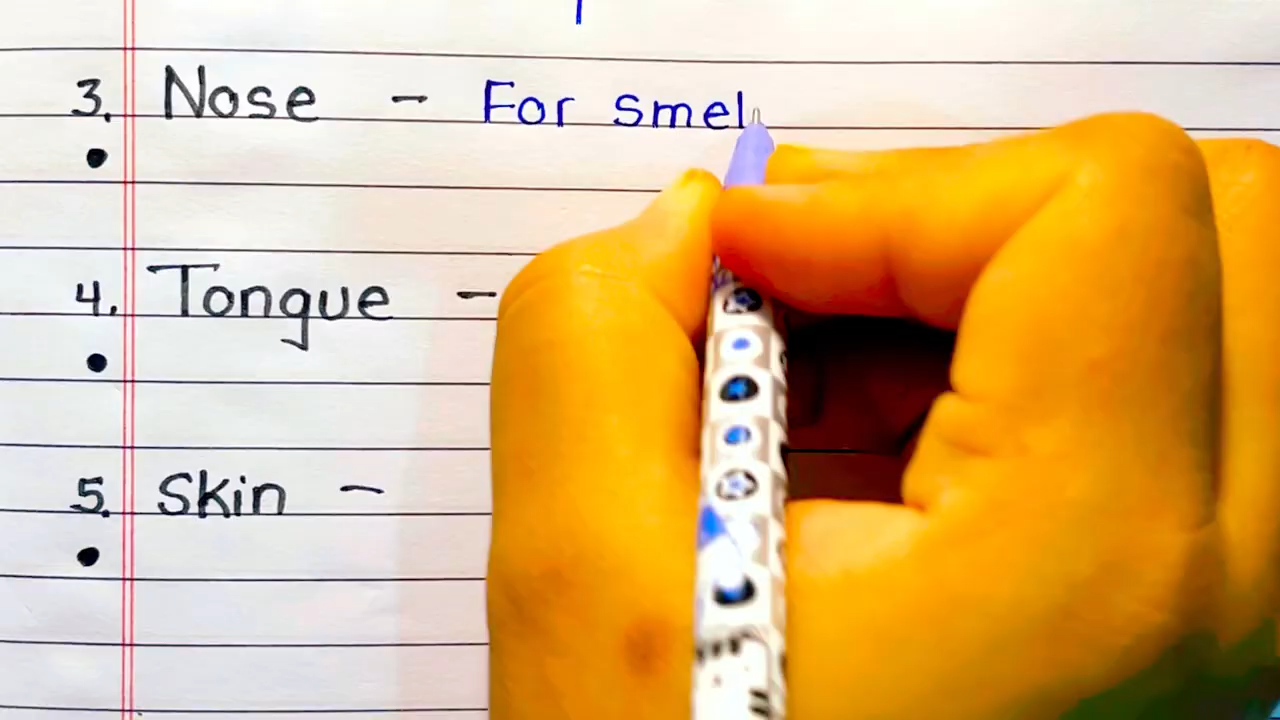 3. Nose - For smel
4. Tongue -
5. Skin -